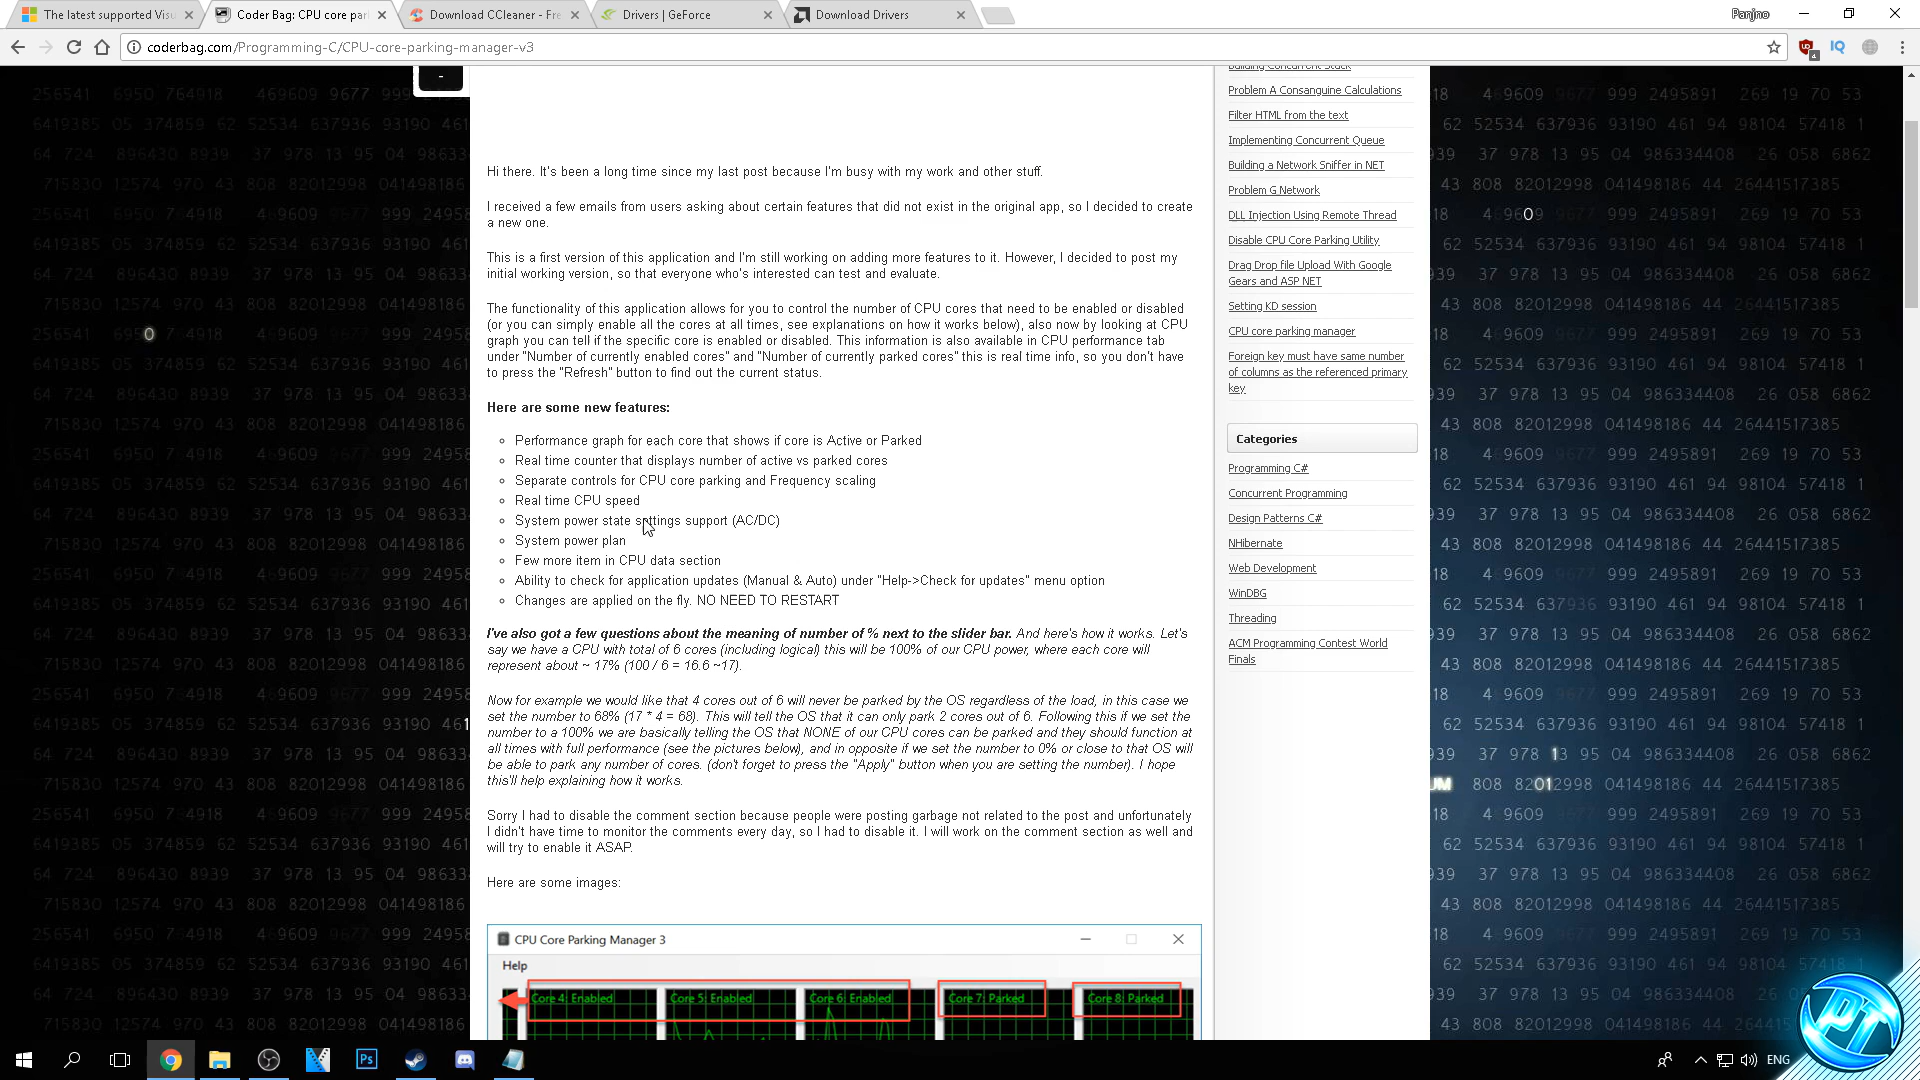 The latest supported Visu
Coder Bag: CPU core par
Download CCleaner - Fre
Drivers | GeForce
Download Drivers
Panjno
coderbag.com/Programming-C/CPU-core-parking-manager-v3
-
Hi there. It's been a long time since my last post because I'm busy with my work and other stuff.
I received a few emails from users asking about certain features that did not exist in the original app, so I decided to create
a new one.
This is a first version of this application and I'm still working on adding more features to it. However, I decided to post my
initial working version, so that everyone who's interested can test and evaluate.
The functionality of this application allows for you to control the number of CPU cores that need to be enabled or disabled
(or you can simply enable all the cores at all times, see explanations on how it works below), also now by looking at CPU
graph you can tell if the specific core is enabled or disabled. This information is also available in CPU performance tab
under "Number of currently enabled cores" and "Number of currently parked cores" this is real time info, so you don't have
to press the "Refresh" button to find out the current status.
Here are some new features:
Performance graph for each core that shows if core is Active or Parked
Real time counter that displays number of active vs parked cores
Separate controls for CPU core parking and Frequency scaling
Real time CPU speed
System power state settings support (AC/DC)
System power plan
Few more item in CPU data section
Ability to check for application updates (Manual & Auto) under "Help->Check for updates" menu option
Changes are applied on the fly. NO NEED TO RESTART
I've also got a few questions about the meaning of number of % next to the slider bar. And here's how it works. Let's
say we have a CPU with total of 6 cores (including logical) this will be 100% of our CPU power, where each core will
represent about ~ 17% (100 / 6 = 16.6 ~17).
Now for example we would like that 4 cores out of 6 will never be parked by the OS regardless of the load, in this case we
set the number to 68% (17 * 4 = 68). This will tell the OS that it can only park 2 cores out of 6. Following this if we set the
number to a 100% we are basically telling the OS that NONE of our CPU cores can be parked and they should function at
all times with full performance (see the pictures below), and in opposite if we set the number to 0% or close to that OS will
be able to park any number of cores. (don't forget to press the "Apply" button when you are setting the number). I hope
this'll help explaining how it works.
Sorry I had to disable the comment section because people were posting garbage not related to the post and unfortunately
I didn't have time to monitor the comments every day, so I had to disable it. I will work on the comment section as well and
will try to enable it ASAP.
Here are some images:
CPU Core Parking Manager 3
Help
Core 4: Enabled
Core 5: Enabled
Core 6: Enabled
Core 7: Parked
Core 8: Parked
Building Concurrent Stack
Problem A Consanguine Calculations
Filter HTML from the text
Implementing Concurrent Queue
Building a Network Sniffer in NET
Problem G Network
DLL Injection Using Remote Thread
Disable CPU Core Parking Utility
Drag Drop file Upload With Google
Gears and ASP NET
Setting KD session
CPU core parking manager
Foreign key must have same number
of columns as the referenced primary
key
Categories
Programming C#
Concurrent Programming
Design Patterns C#
NHibernate
Web Development
WinDBG
Threading
ACM Programming Contest World
Finals
ENG
PT